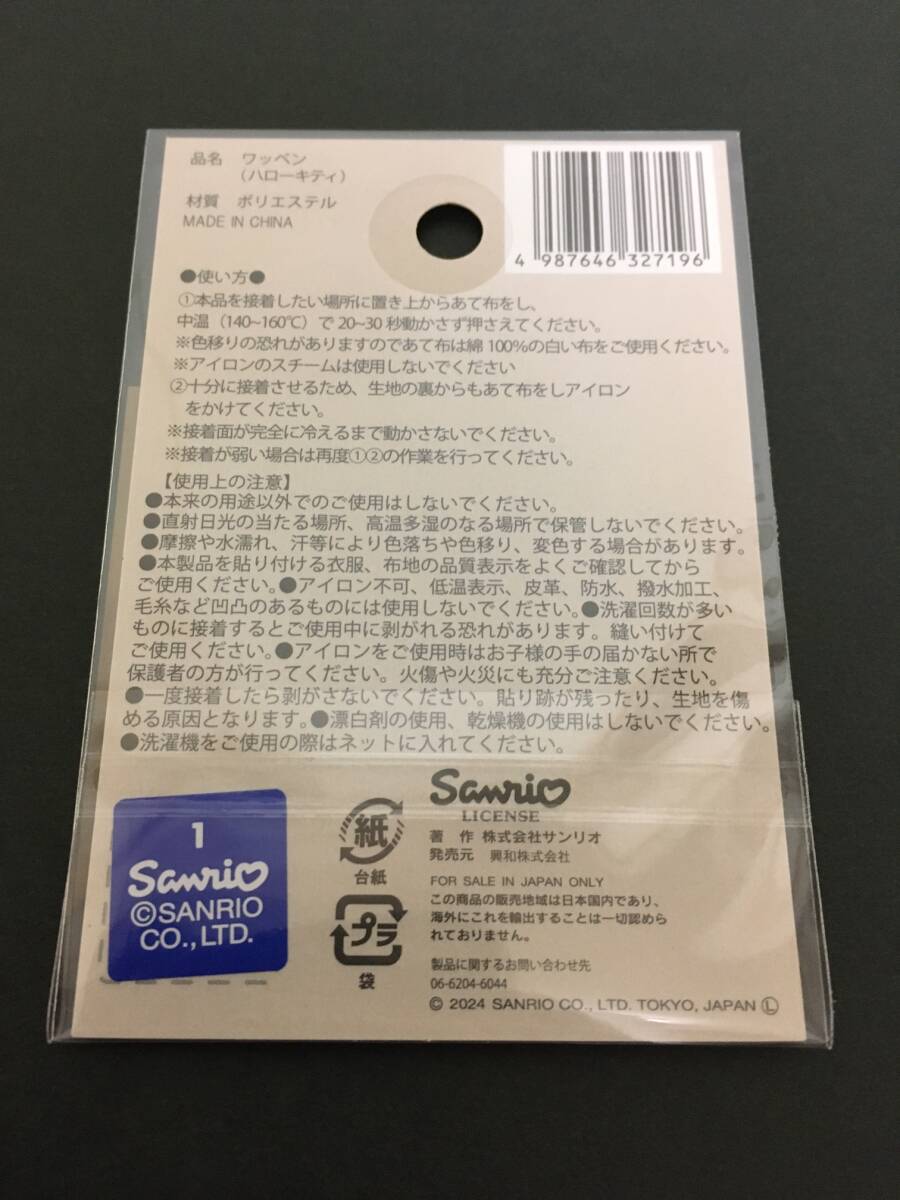 品名　ワッペン
（ハローキティ）
材質　ポリエステル
MADE IN CHINA
4 987646 327196
●使い方●
①本品を接着したい場所に置き上からあて布をし、
中温（140~160℃）で20~30秒動かさず押さえてください。
※色移りの恐れがありますのであて布は綿100%の白い布をご使用ください。
※アイロンのスチームは使用しないでください
②十分に接着させるため、生地の裏からもあて布をしアイロン
をかけてください。
※接着面が完全に冷えるまで動かさないでください。
※接着が弱い場合は再度①②の作業を行ってください。
【使用上の注意】
●本来の用途以外でのご使用はしないでください。
●直射日光の当たる場所、高温多湿のなる場所で保管しないでください。
●摩擦や水濡れ、汗等により色落ちや色移り、変色する場合があります。
●本製品を貼り付ける衣服、布地の品質表示をよくご確認してから
ご使用ください。●アイロン不可、低温表示、皮革、防水、撥水加工、
毛糸など凹凸のあるものには使用しないでください。●洗濯回数が多い
ものに接着するとご使用中に剥がれる恐れがあります。縫い付けて
ご使用ください。●アイロンをご使用時はお子様の手の届かない所で
保護者の方が行ってください。火傷や火災にも充分ご注意ください。
●一度接着したら剥がさないでください。貼り跡が残ったり、生地を傷
める原因となります。●漂白剤の使用、乾燥機の使用はしないでください。
●洗濯機をご使用の際はネットに入れてください。
1
Sanrio
©SANRIO
CO.,LTD.
紙
台紙
プラ
袋
Sanrio
LICENSE
著　作 株式会社サンリオ
発売元　興和株式会社
FOR SALE IN JAPAN ONLY
この商品の販売地域は日本国内であり、
海外にこれを輸出することは一切認めら
れておりません。
製品に関するお問い合わせ先
06-6204-6044
© 2024 SANRIO CO., LTD. TOKYO, JAPAN Ⓛ